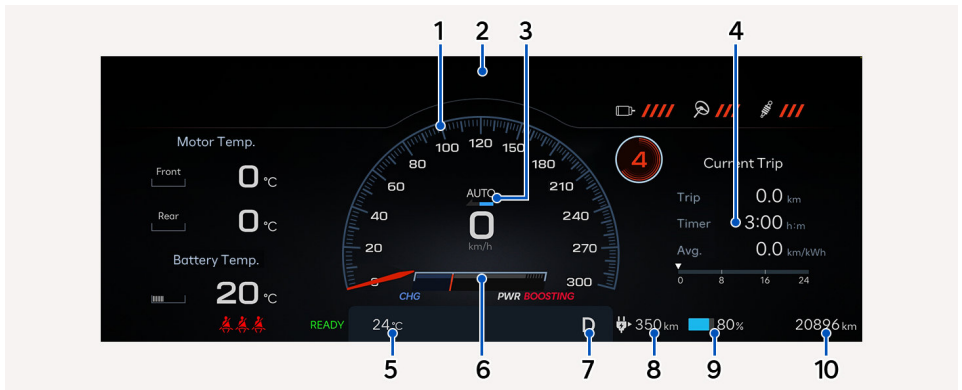 1 2 3 4
Motor Temp.
Front 0 °C
Rear 0 °C
Battery Temp.
20 °C
0 20 40 60 80 100 120 150 180 210 240 270 300
AUTO
0
km/h
CHG PWR BOOSTING
4
Current Trip
Trip 0.0 km
Timer 3:00 h:m
Avg. 0.0 km/kWh
0 8 16 24
READY 24°C D 350 km 80% 20896 km
5 6 7 8 9 10